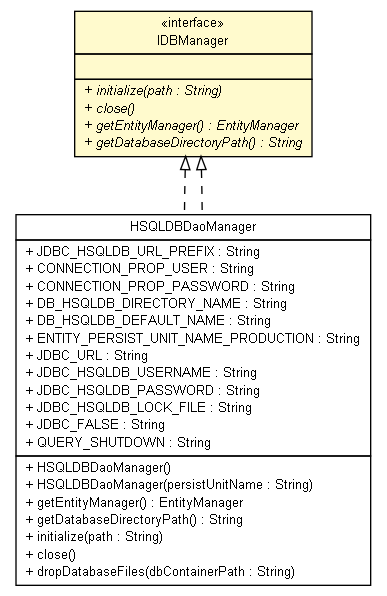 «interface»
IDBManager
+ initialize(path : String)
+ close()
+ getEntityManager() : EntityManager
+ getDatabaseDirectoryPath() : String
HSQLDBDaoManager
+ JDBC_HSQLDB_URL_PREFIX : String
+ CONNECTION_PROP_USER : String
+ CONNECTION_PROP_PASSWORD : String
+ DB_HSQLDB_DIRECTORY_NAME : String
+ DB_HSQLDB_DEFAULT_NAME : String
+ ENTITY_PERSIST_UNIT_NAME_PRODUCTION : String
+ JDBC_URL : String
+ JDBC_HSQLDB_USERNAME : String
+ JDBC_HSQLDB_PASSWORD : String
+ JDBC_HSQLDB_LOCK_FILE : String
+ JDBC_FALSE : String
+ QUERY_SHUTDOWN : String
+ HSQLDBDaoManager()
+ HSQLDBDaoManager(persistUnitName : String)
+ getEntityManager() : EntityManager
+ getDatabaseDirectoryPath() : String
+ initialize(path : String)
+ close()
+ dropDatabaseFiles(dbContainerPath : String)